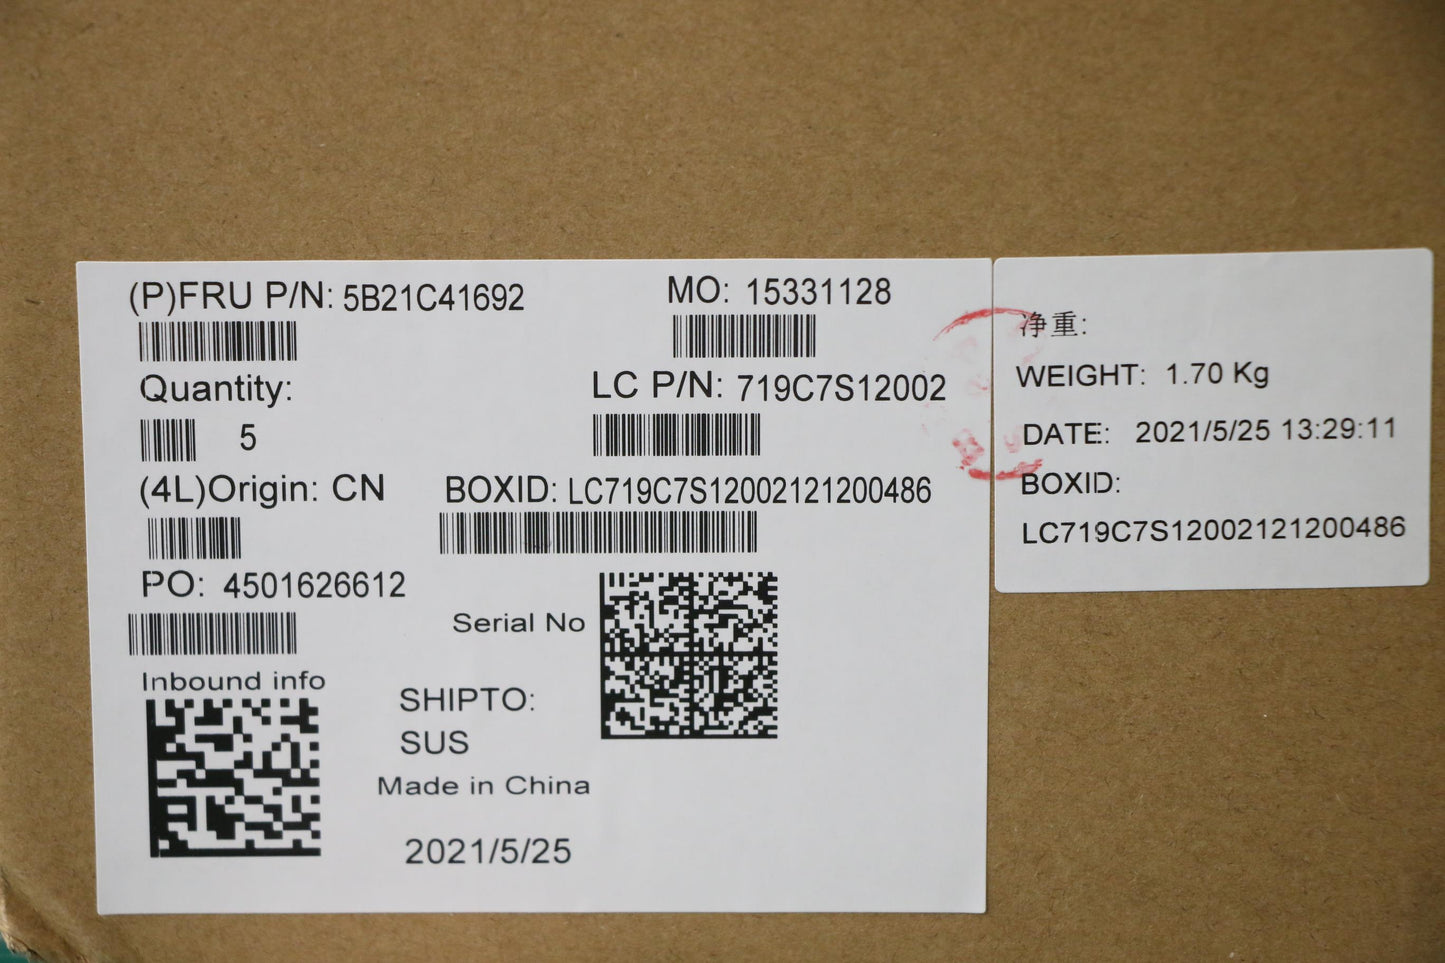 (P)FRU P/N: 5B21C41692
MO: 15331128
Quantity:
5
LC P/N: 719C7S12002
(4L)Origin: CN
BOXID: LC719C7S12002121200486
PO: 4501626612
Serial No
Inbound info
SHIPTO:
SUS
Made in China
2021/5/25
净重:
WEIGHT: 1.70 Kg
DATE: 2021/5/25 13:29:11
BOXID:
LC719C7S12002121200486